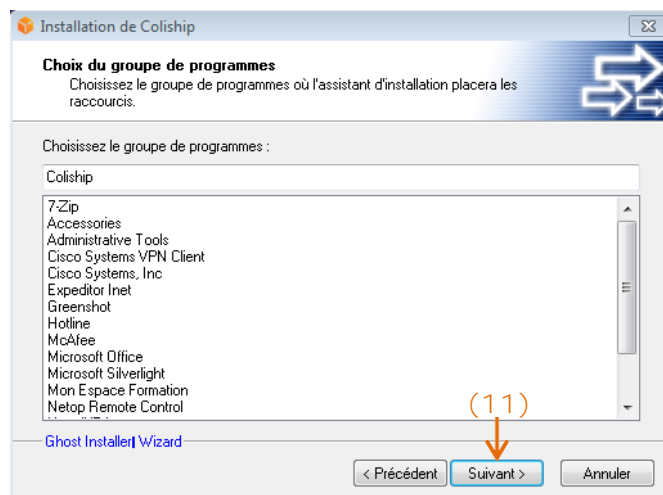 Installation de Coliship
Choix du groupe de programmes
Choisissez le groupe de programmes où l'assistant d'installation placera les
raccourcis.
Coliissez le groupe de programmes :
Coliship
7-Zip
Accessories
Administrative Tools
Cisco Systems VPN Client
Cisco Systems, Inc
Expeditor Inet
Greenshot
Hotline
McAfee
Microsoft Office
Microsoft Silverlight
Mon Espace Formation
Netop Remote Control
(11)
Ghost Installer Wizard
< Précédent
Suivant >
Annuler